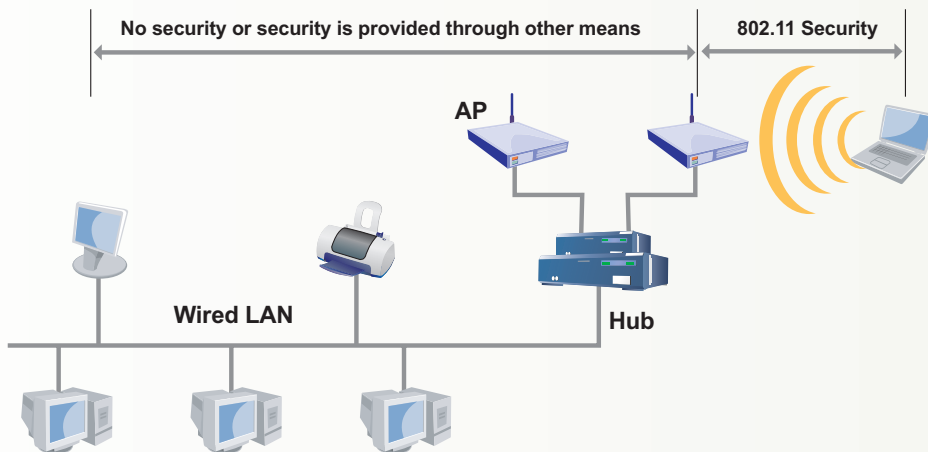 No security or security is provided through other means
802.11 Security
AP
Wired LAN
Hub